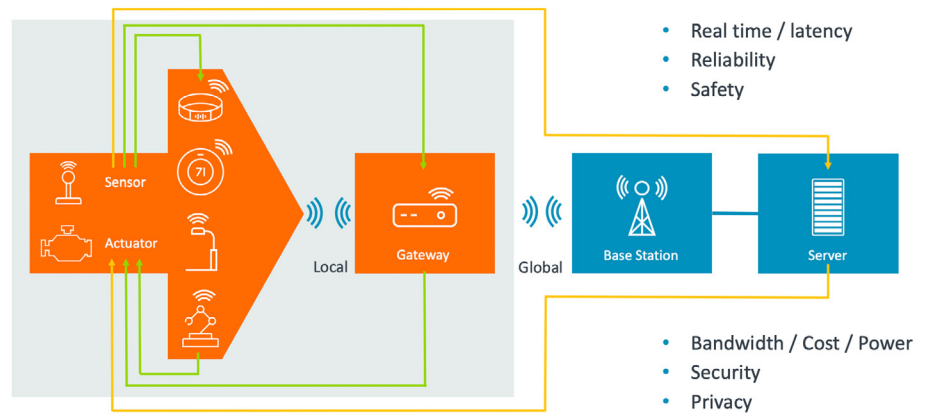 • Real time / latency
• Reliability
• Safety
71
Sensor
Actuator
Local
Gateway
Global
Base Station
Server
• Bandwidth / Cost / Power
• Security
• Privacy